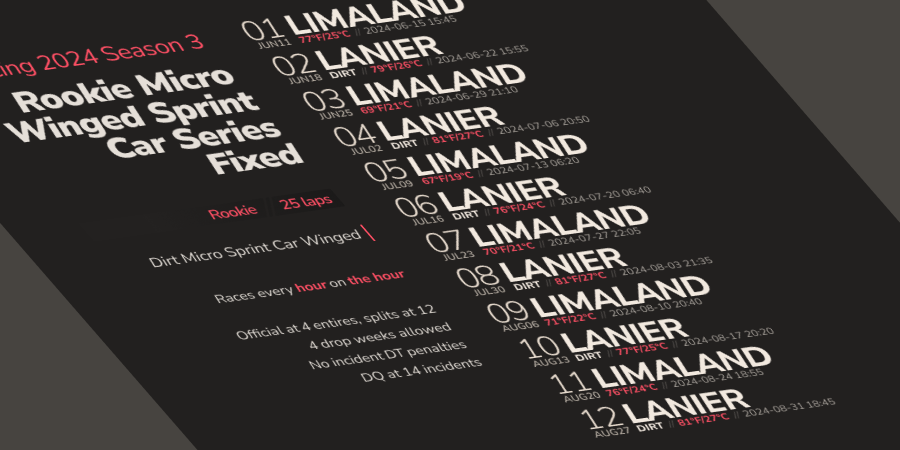 ing 2024 Season 3
Rookie Micro
Winged Sprint
Car Series
Fixed
Rookie 25 laps
Dirt Micro Sprint Car Winged
Races every hour on the hour
Official at 4 entires, splits at 12
4 drop weeks allowed
No incident DT penalties
DQ at 14 incidents
01 LIMALAND
JUN11 77°F/25°C // 2024-06-15 15:45
02 LANIER
JUN18 DIRT // 79°F/26°C // 2024-06-22 15:55
03 LIMALAND
JUN25 69°F/21°C // 2024-06-29 21:10
04 LANIER
JUL02 DIRT // 81°F/27°C // 2024-07-06 20:50
05 LIMALAND
JUL09 67°F/19°C // 2024-07-13 06:20
06 LANIER
JUL16 DIRT // 76°F/24°C // 2024-07-20 06:40
07 LIMALAND
JUL23 70°F/21°C // 2024-07-27 22:05
08 LANIER
JUL30 DIRT // 81°F/27°C // 2024-08-03 21:35
09 LIMALAND
AUG06 71°F/22°C // 2024-08-10 20:40
10 LANIER
AUG13 DIRT // 77°F/25°C // 2024-08-17 20:20
11 LIMALAND
AUG20 76°F/24°C // 2024-08-24 18:55
12 LANIER
AUG27 DIRT // 81°F/27°C // 2024-08-31 18:45